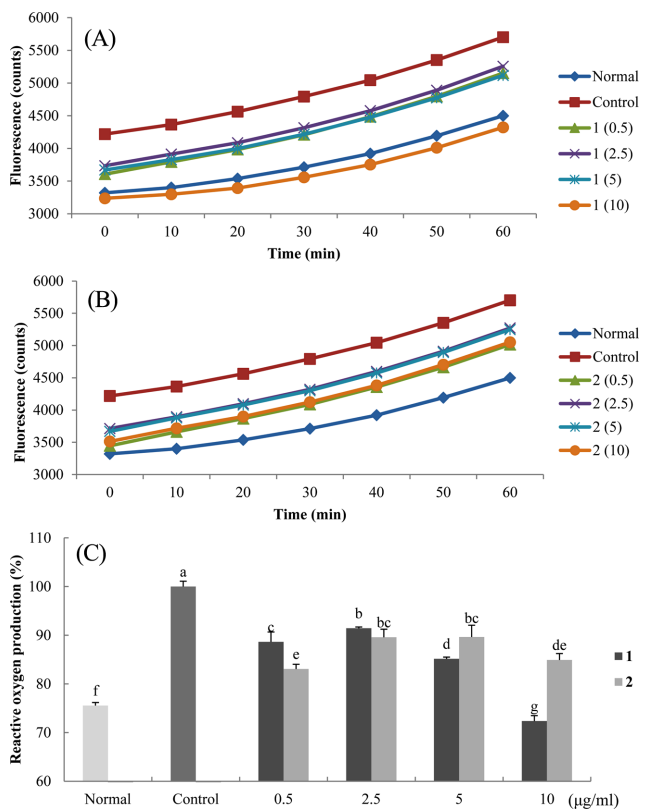 (A)
Fluorescence (counts)
6000
5500
5000
4500
4000
3500
3000
0 10 20 30 40 50 60
Time (min)
Normal
Control
1 (0.5)
1 (2.5)
1 (5)
1 (10)
(B)
Fluorescence (counts)
6000
5500
5000
4500
4000
3500
3000
0 10 20 30 40 50 60
Time (min)
Normal
Control
2 (0.5)
2 (2.5)
2 (5)
2 (10)
(C)
Reactive oxygen production (%)
110
100
90
80
70
60
f a c e b bc d bc g de
Normal Control 0.5 2.5 5 10 (μg/ml)
1
2